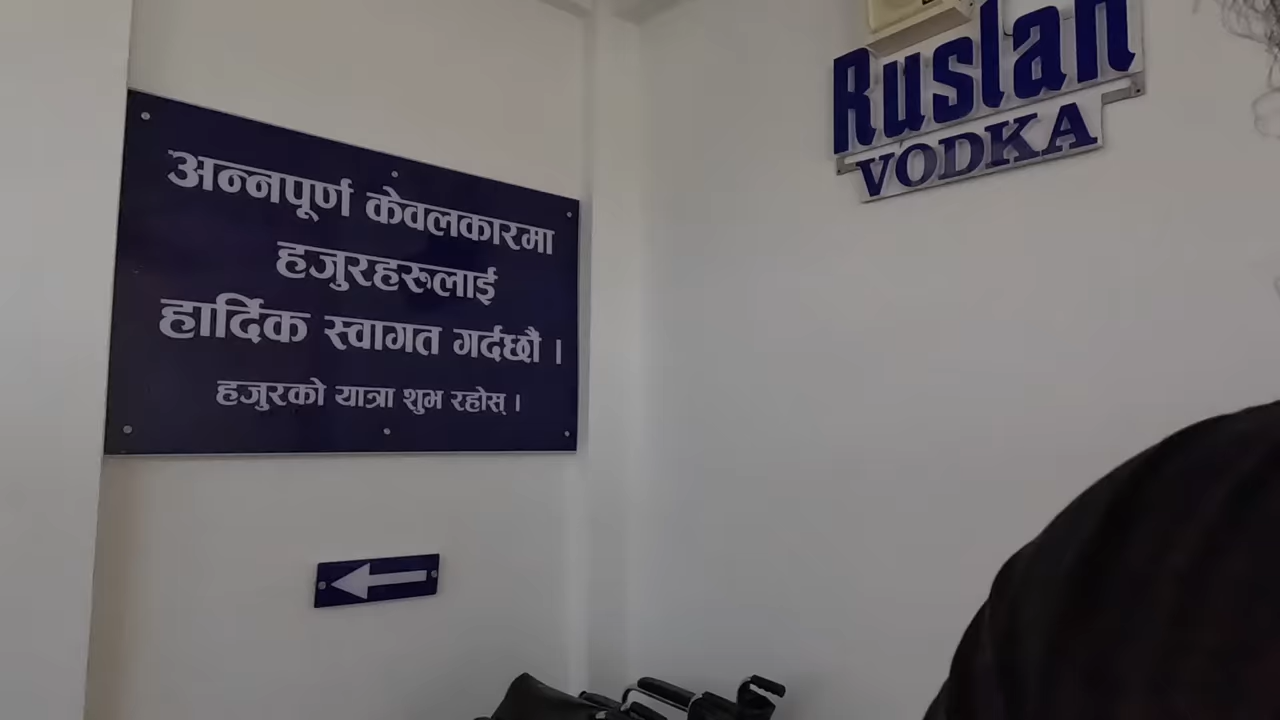 अन्नपूर्ण केवलकारमा
हजुरहरुलाई
हार्दिक स्वागत गर्दछौं ।
हजुरको यात्रा शुभ रहोस् ।
Ruslan
VODKA